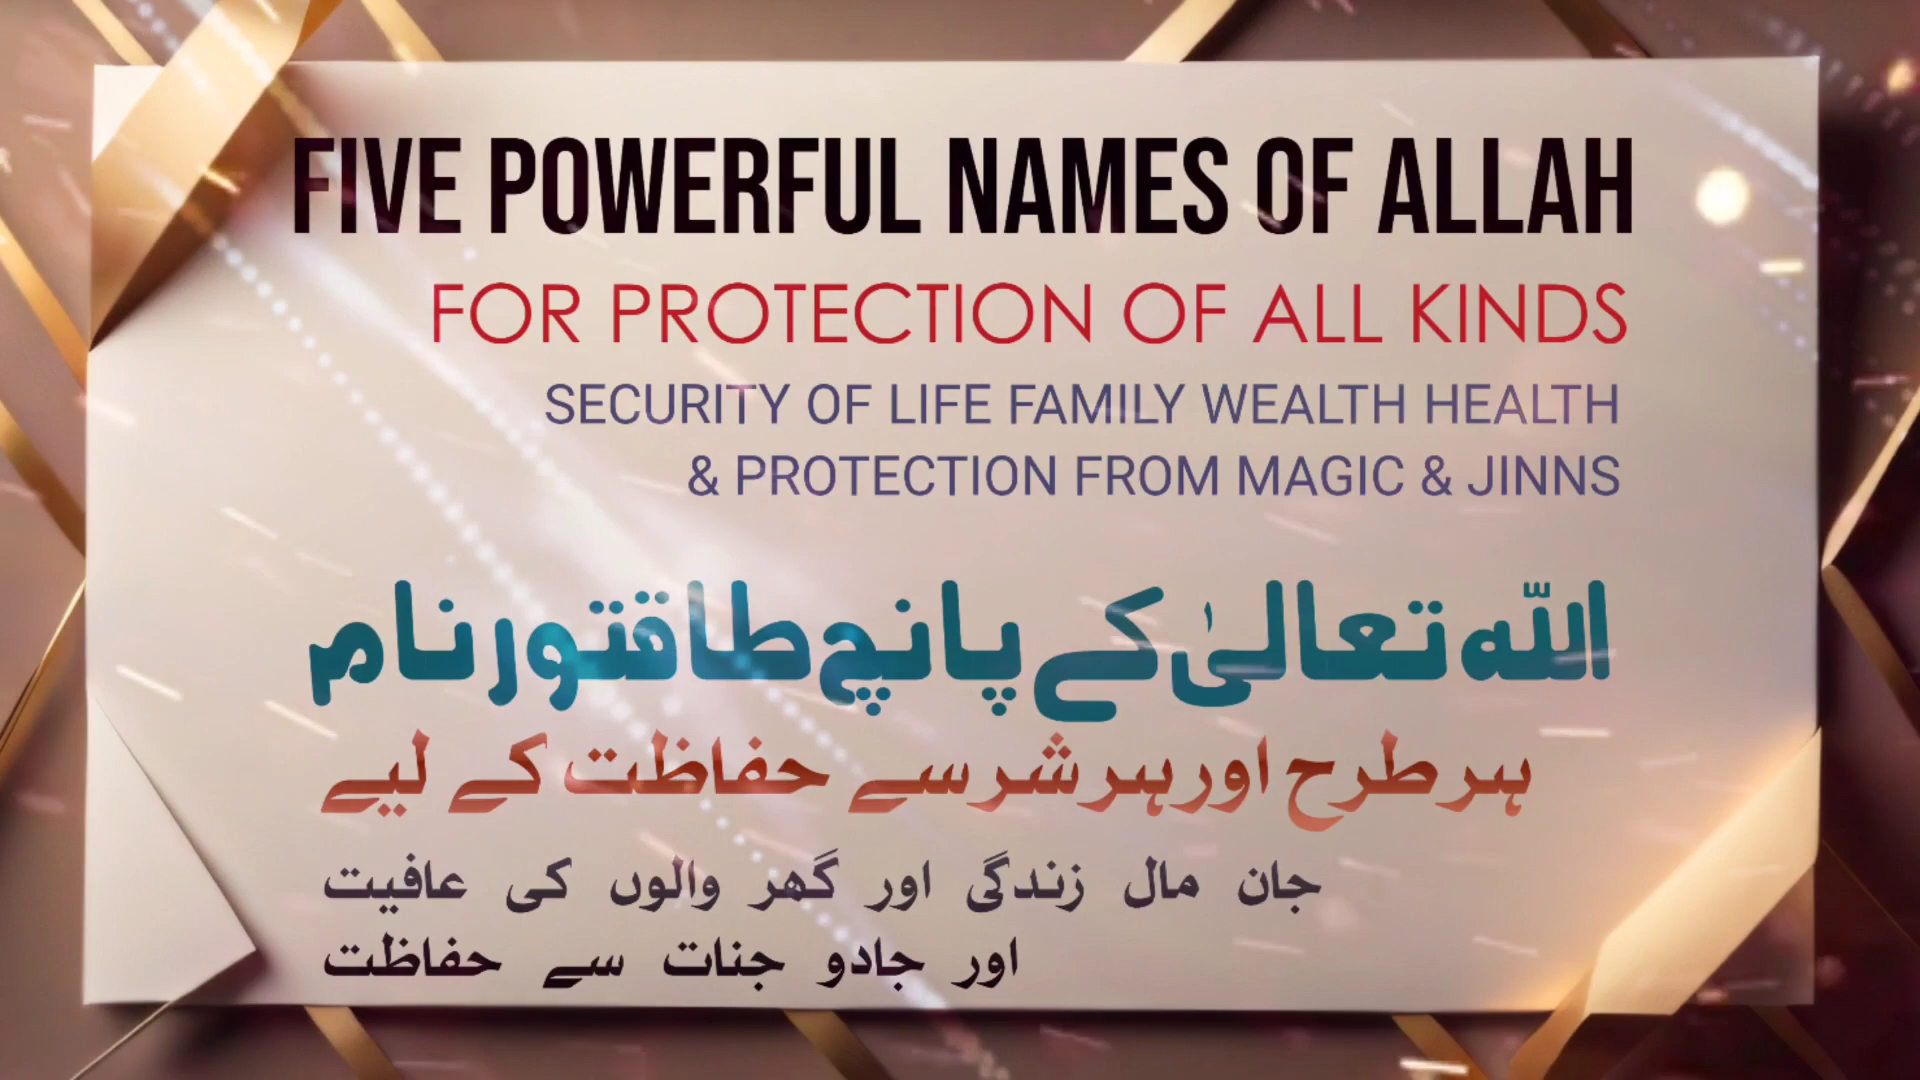 FIVE POWERFUL NAMES OF ALLAH
FOR PROTECTION OF ALL KINDS
SECURITY OF LIFE FAMILY WEALTH HEALTH
& PROTECTION FROM MAGIC & JINNS
اللہ تعالیٰ کے پانچ طاقتور نام
ہر طرح اور ہر شر سے حفاظت کے لیے
جان مال زندگی اور گھر والوں کی عافیت
اور جادو جنات سے حفاظت